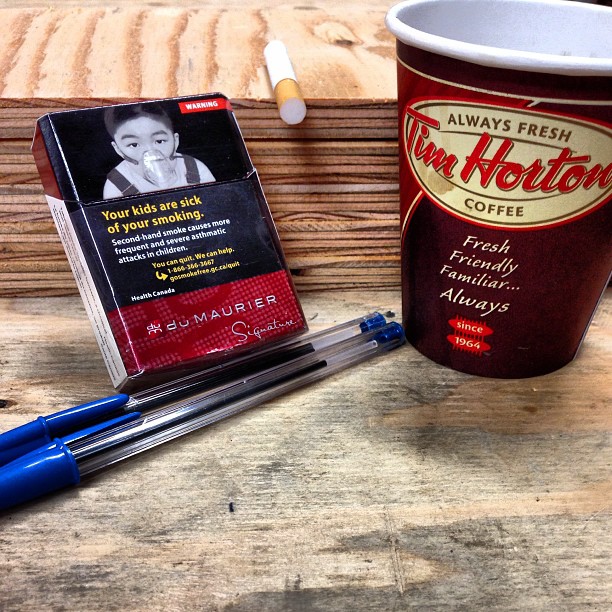 WARNING
Your kids are sick
of your smoking.
Second-hand smoke causes more
frequent and severe asthmatic
attacks in children.
You can quit. We can help.
1-866-366-3667
gosmokefree.gc.ca/quit
Health Canada
du MAURIER
Signature
ALWAYS FRESH
Tim Horton
COFFEE
Fresh
Friendly
Familiar...
Always
since
1964